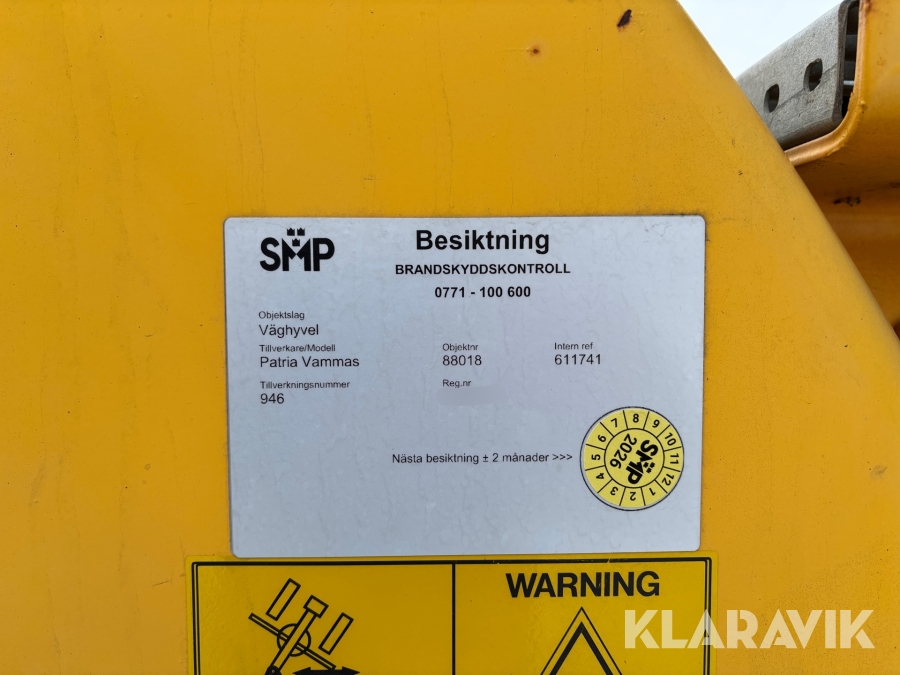 SMP
Besiktning
BRANDSKYDDSKONTROLL
0771 - 100 600
Objektslag
Väghyvel
Tillverkare/Modell Objektnr Intern ref
Patria Vammas 88018 611741
Tillverkningsnummer Reg.nr
946
Nästa besiktning ± 2 månader >>>
1 2 3 4 5 6 7 8 9 10 11 12
SMP
2026
WARNING
KLARAVIK